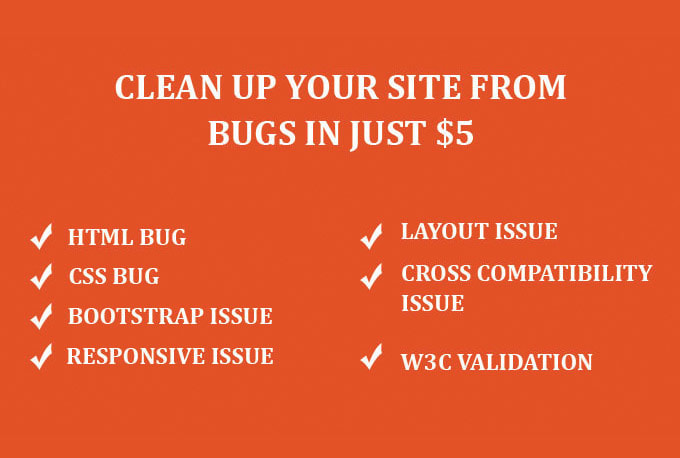 CLEAN UP YOUR SITE FROM
BUGS IN JUST $5
HTML BUG
CSS BUG
BOOTSTRAP ISSUE
RESPONSIVE ISSUE
LAYOUT ISSUE
CROSS COMPATIBILITY
ISSUE
W3C VALIDATION